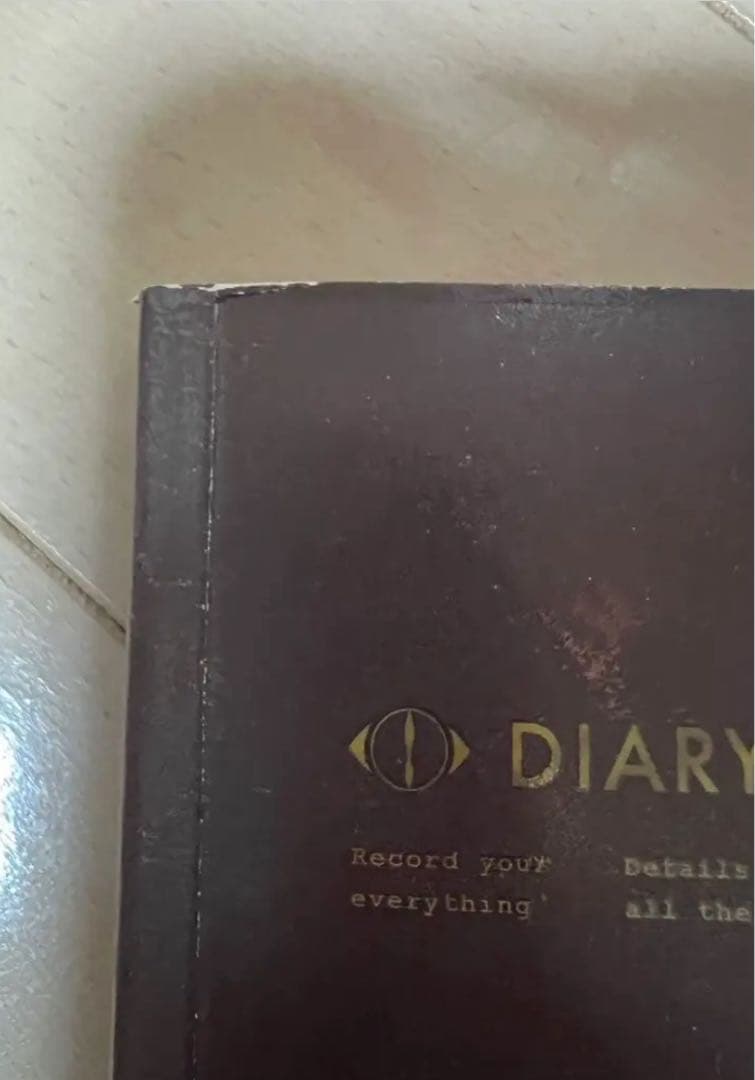 DIARY
Record your
everything
Details
all the